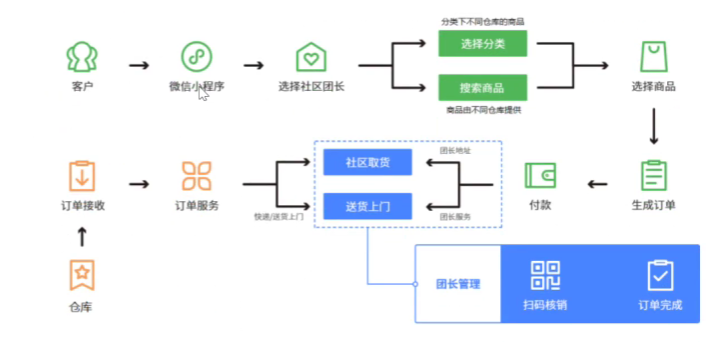 分类下不同仓库的商品
选择分类
客户
微信小程序
选择社区团长
搜索商品
选择商品
商品由不同仓库提供
社区取货
团长地址
订单接收
订单服务
快递/送货上门
送货上门
团长服务
付款
生成订单
仓库
团长管理
扫码核销
订单完成